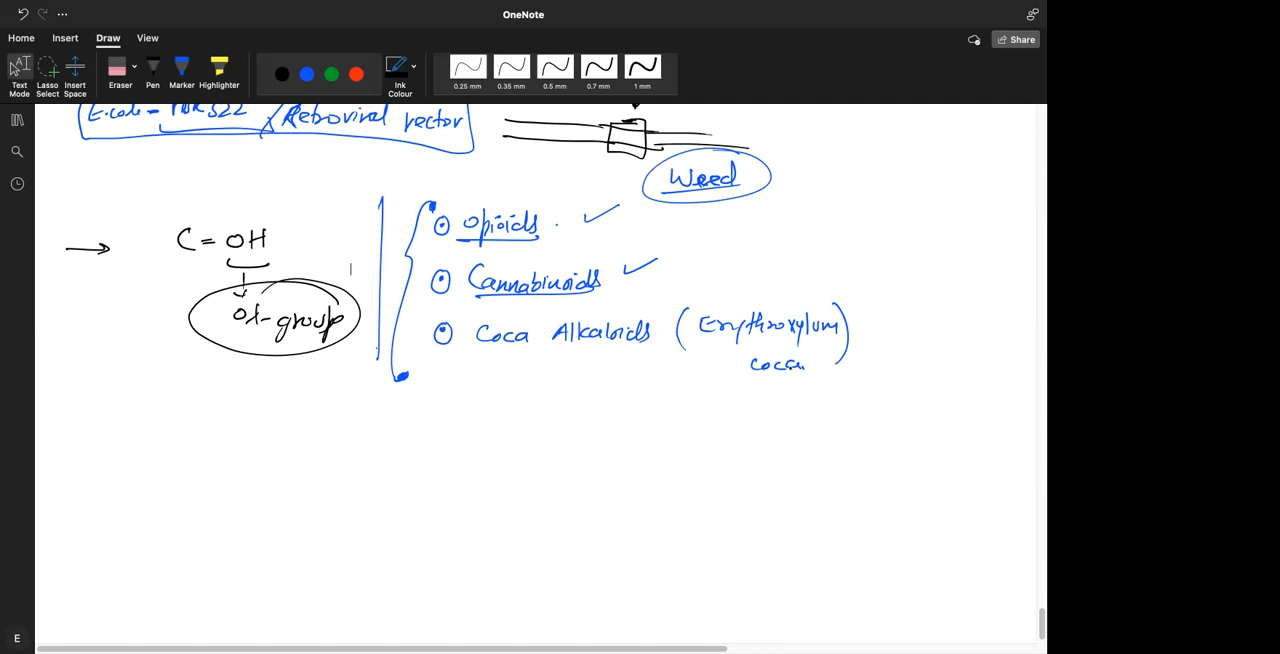 OneNote
Home Insert Draw View
Share
Text Mode Lasso Select Insert Space Eraser Pen Marker Highlighter Ink Colour 0.25 mm 0.35 mm 0.5 mm 0.7 mm 1 mm
E.coli - PBR322 / Retroviral vector
Weed
C = OH
OH-group
Opioids.
Cannabinoids
Coca Alkaloids (Erythroxylum coca)
E